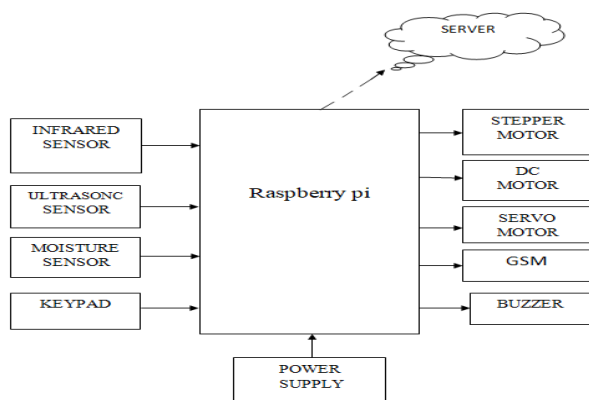 SERVER
INFRARED
SENSOR
ULTRASONC
SENSOR
MOISTURE
SENSOR
KEYPAD
Raspberry pi
STEPPER
MOTOR
DC
MOTOR
SERVO
MOTOR
GSM
BUZZER
POWER
SUPPLY